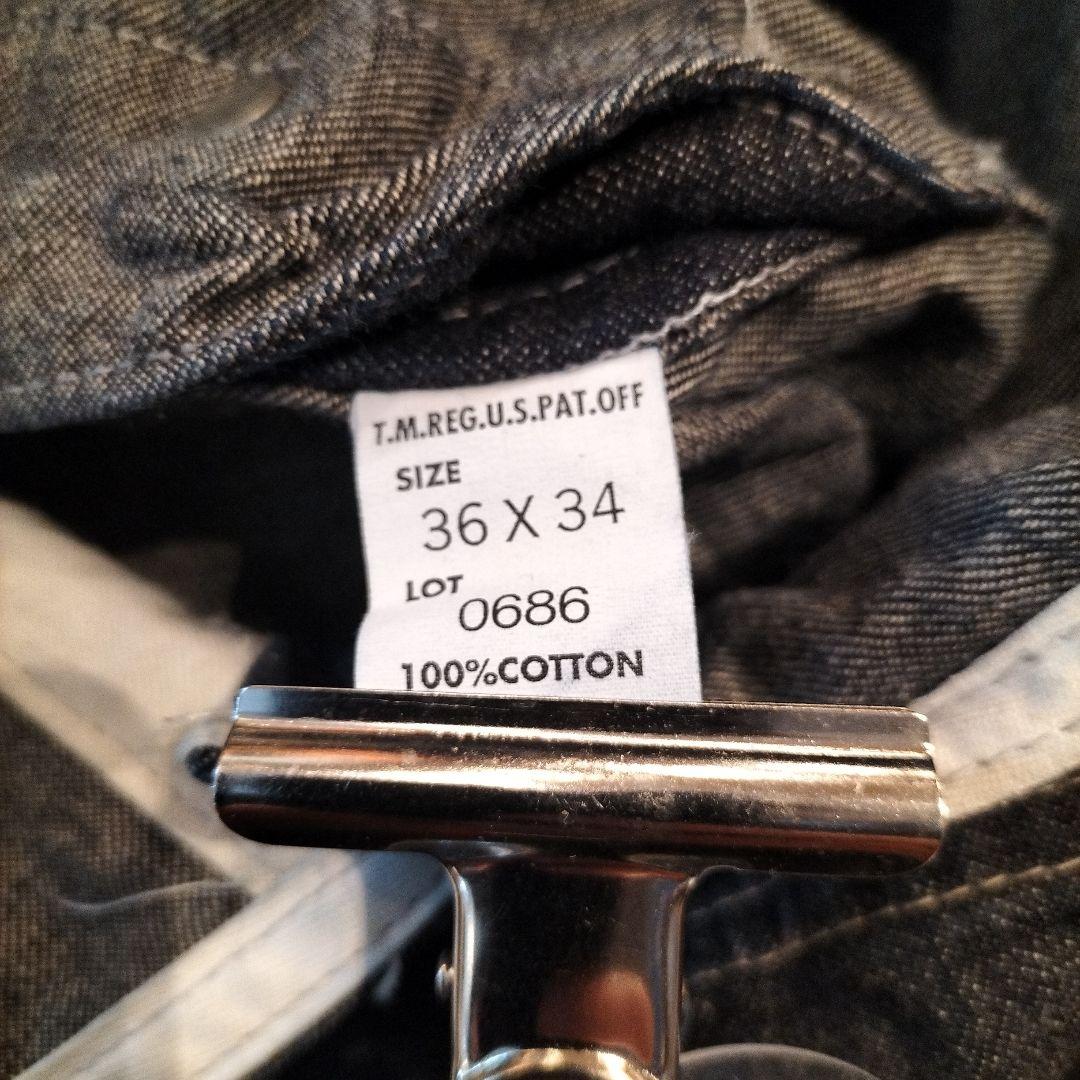 T.M.REG.U.S.PAT.OFF
SIZE
36 X 34
LOT 0686
100%COTTON